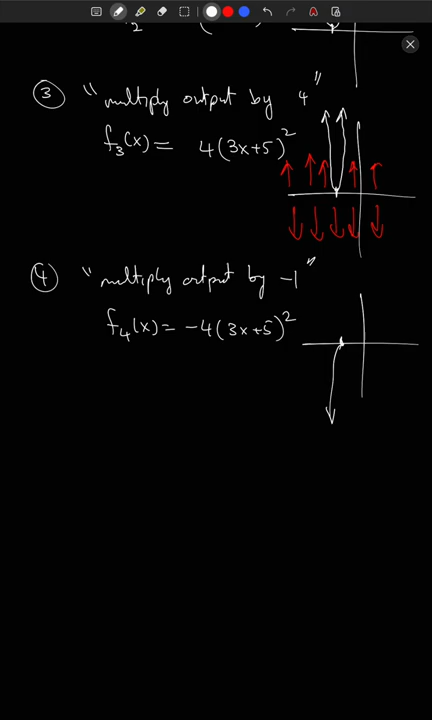 ③ "multiply output by 4"
f₃(x) = 4(3x+5)²
④ "multiply output by -1"
f₄(x) = -4(3x+5)²